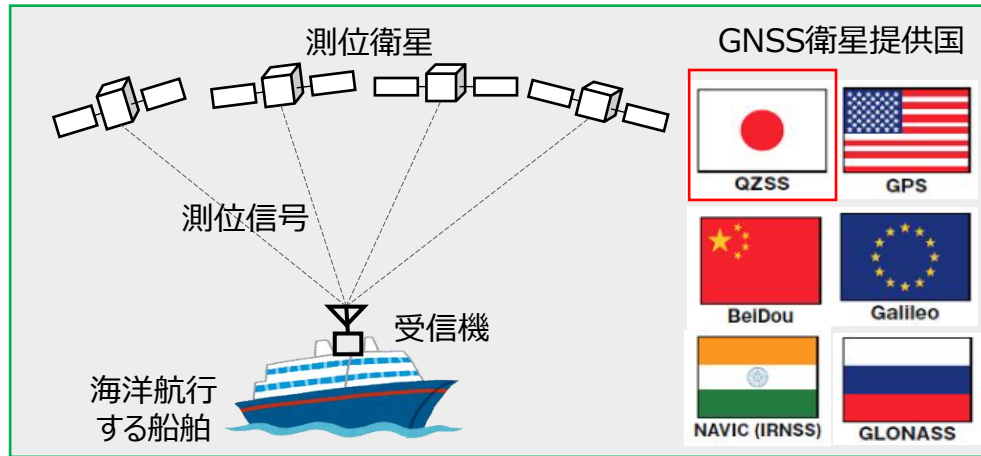 測位衛星
GNSS衛星提供国
測位信号
受信機
海洋航行
する船舶
QZSS
GPS
BeiDou
Galileo
NAVIC (IRNSS)
GLONASS